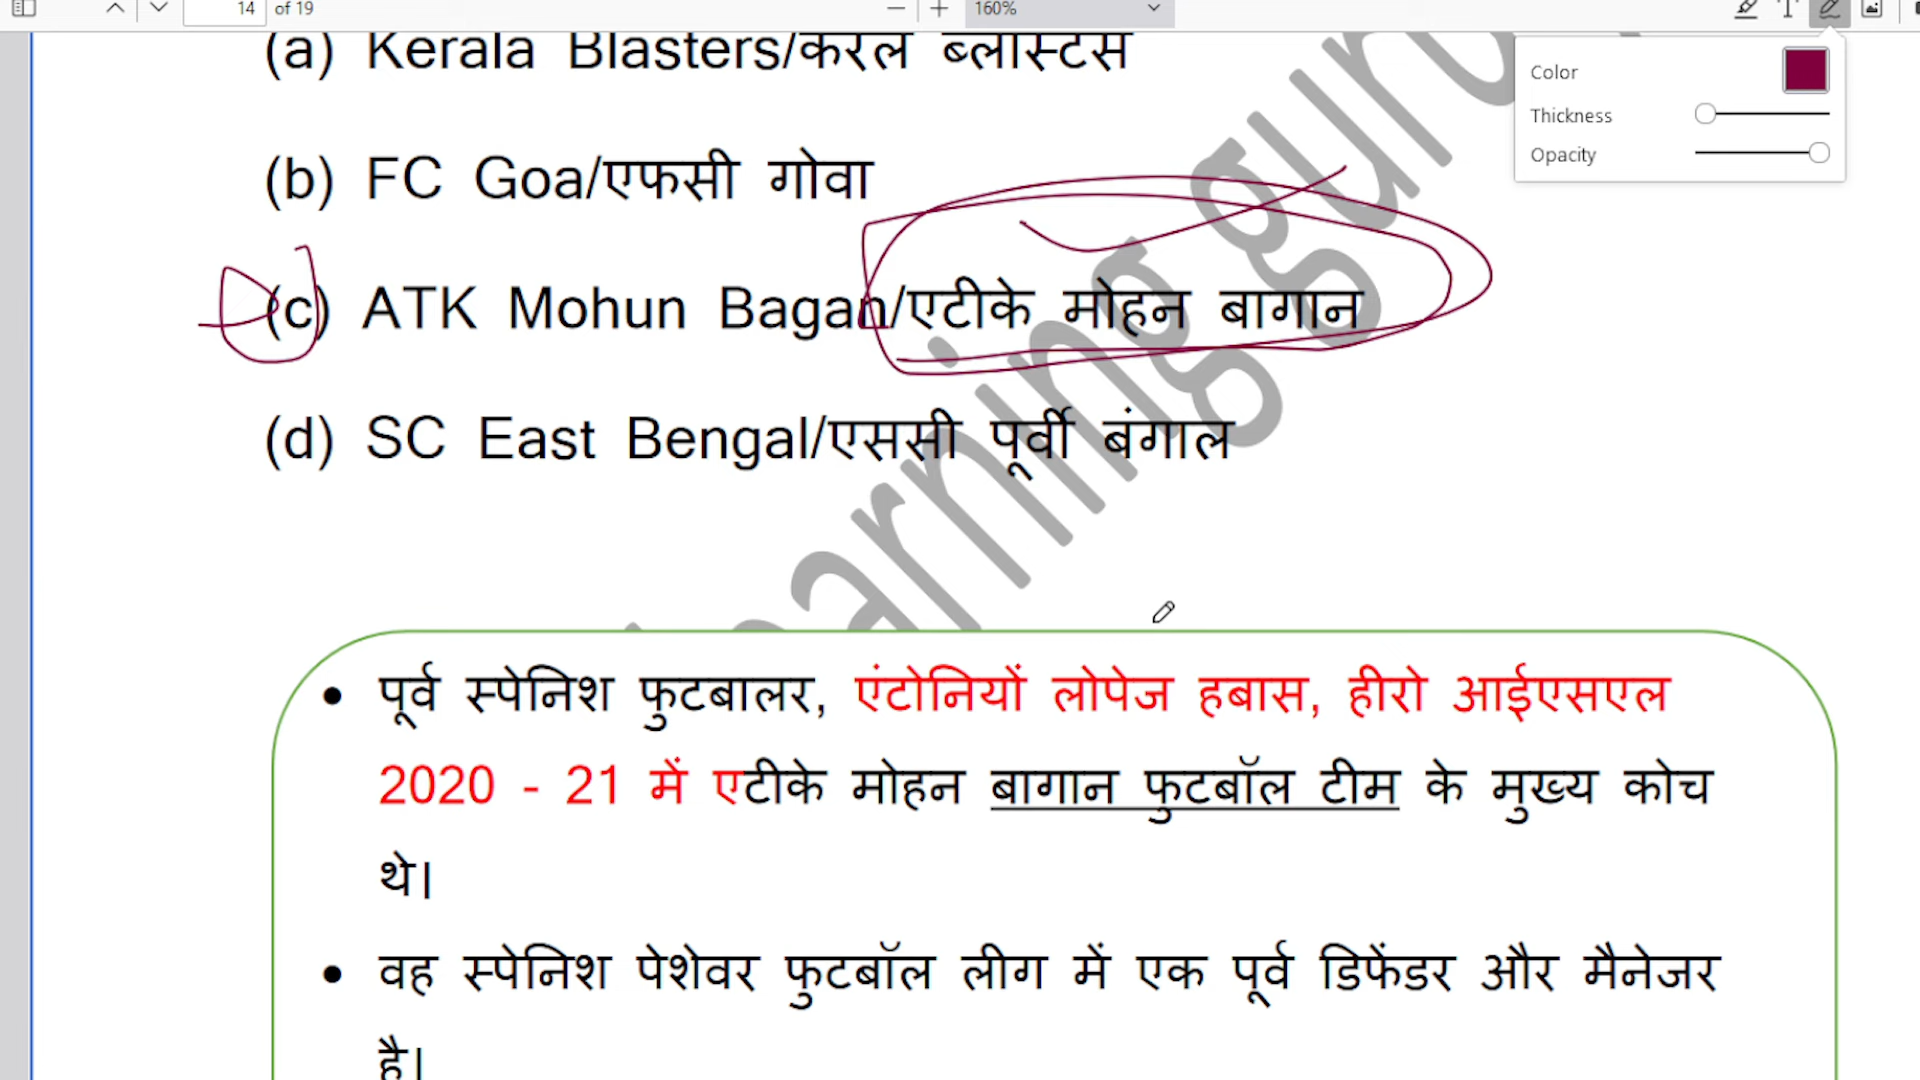 14 of 19
160%
(a) Kerala Blasters/केरल ब्लास्टर्स
Color
Thickness
Opacity
(b) FC Goa/एफसी गोवा
(c) ATK Mohun Bagan/एटीके मोहन बागान
(d) SC East Bengal/एससी पूर्वी बंगाल
पूर्व स्पेनिश फुटबालर, एंटोनियों लोपेज हबास, हीरो आईएसएल
2020 - 21 में एटीके मोहन बागान फुटबॉल टीम के मुख्य कोच
थे।
वह स्पेनिश पेशेवर फुटबॉल लीग में एक पूर्व डिफेंडर और मैनेजर
है।